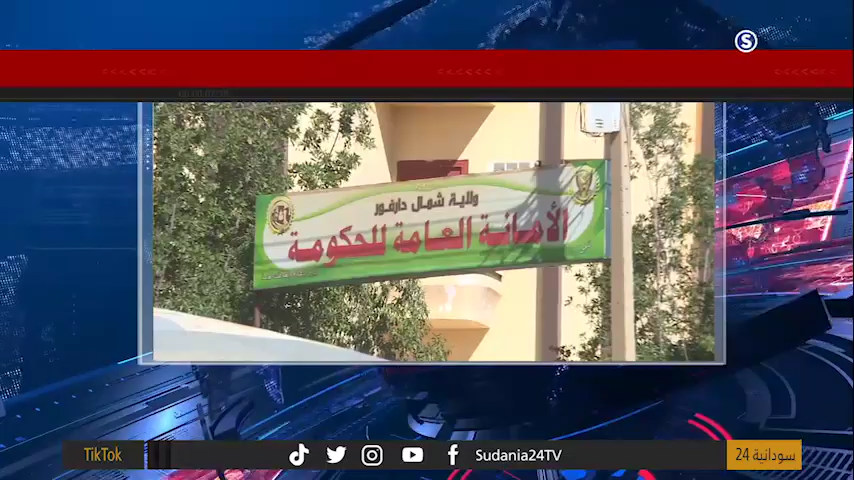 S
ولاية شمال دارفور
الأمانة العامة للحكومة
TikTok
Sudania24TV
سودانية 24